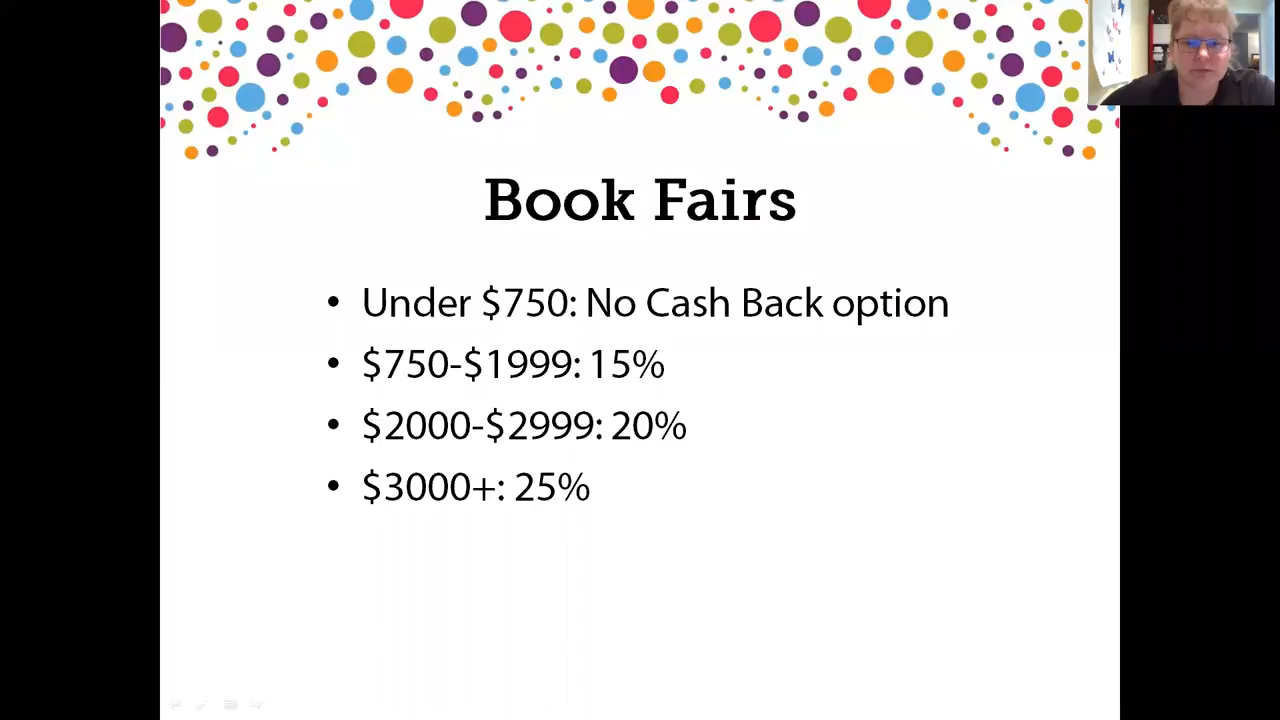 Book Fairs
• Under $750: No Cash Back option
• $750-$1999: 15%
• $2000-$2999: 20%
• $3000+: 25%